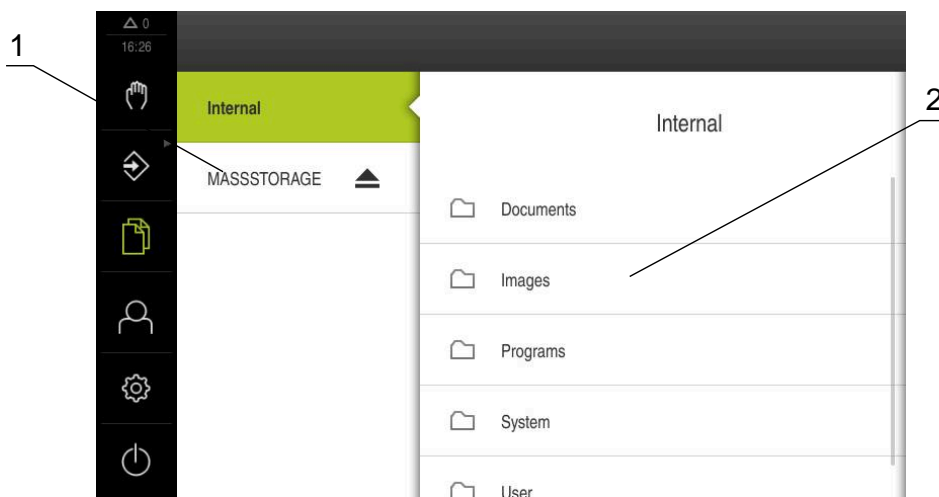 1
0
16:26
Internal
MASSSTORAGE
Internal
Documents
Images
Programs
System
User
2